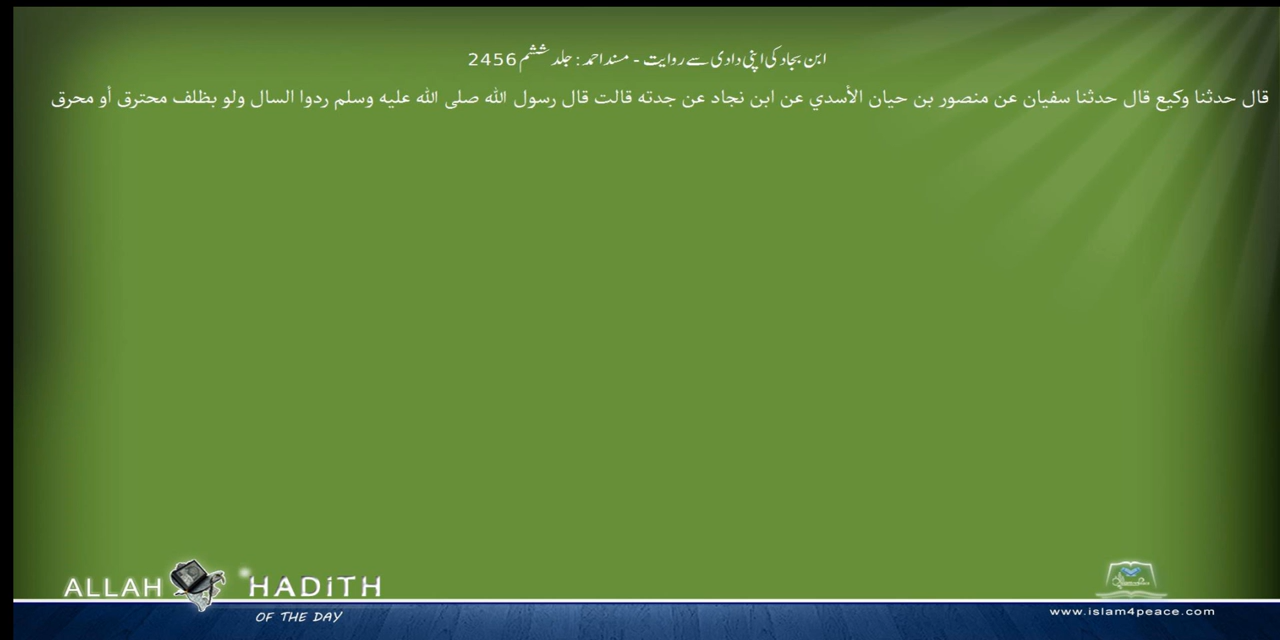 ابن بجاد کی اپنی دادی سے روایت - مسند احمد : جلد ششم 2456
قال حدثنا وكيع قال حدثنا سفيان عن منصور بن حيان الأسدي عن ابن نجاد عن جدته قالت قال رسول الله صلى الله عليه وسلم ردوا السال ولو بظلف محترق أو محرق
ALLAH HADiTH
OF THE DAY
www.islam4peace.com